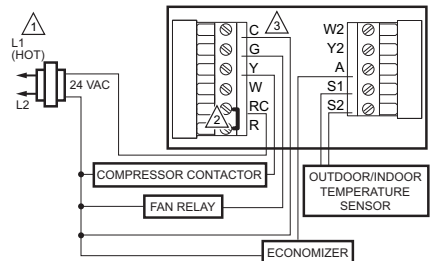 1
L1
(HOT)
24 VAC
L2
3
C
G
Y
W
RC
R
2
W2
Y2
A
S1
S2
COMPRESSOR CONTACTOR
FAN RELAY
OUTDOOR/INDOOR
TEMPERATURE
SENSOR
ECONOMIZER